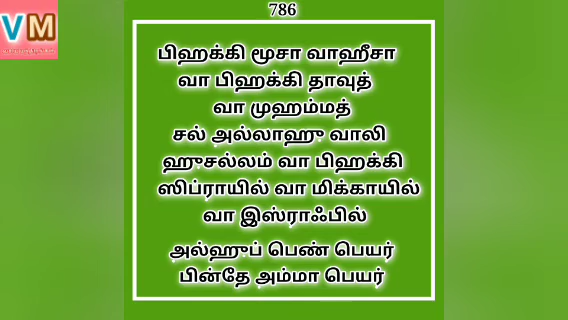 786
VM
பிஹக்கி மூசா வாஹீசா
வா பிஹக்கி தாவுத்
வா முஹம்மத்
சல் அல்லாஹு வாலி
ஹுசல்லம் வா பிஹக்கி
ஸிப்ராயில் வா மிக்காயில்
வா இஸ்ராஃபில்
அல்ஹுப் பெண் பெயர்
பின்தே அம்மா பெயர்